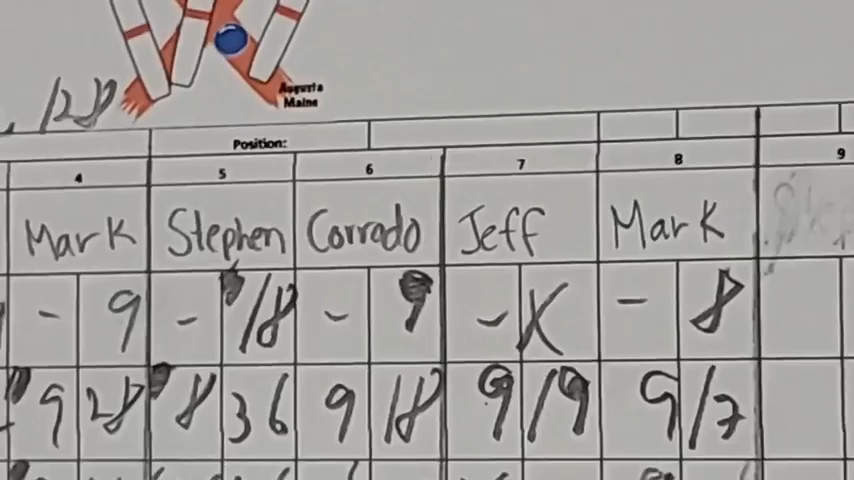 Augusta
Maine
128
Position:
4 5 6 7 8 9
Mark Stephen Corrado Jeff Mark
- 9 - /8 - 9 - X - 8
9 28 8 36 9 /8 9 /9 9 /7